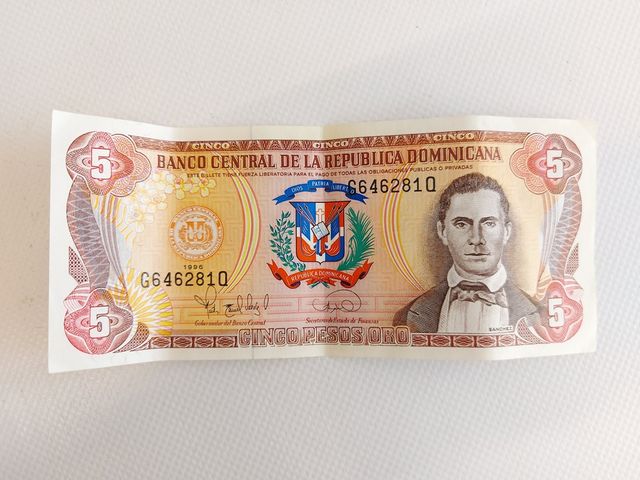 CINCO CINCO CINCO
5 5
BANCO CENTRAL DE LA REPUBLICA DOMINICANA
ESTE BILLETE TIENE FUERZA LIBERATORIA PARA EL PAGO DE TODAS LAS OBLIGACIONES PUBLICAS O PRIVADAS
DIOS PATRIA LIBERTAD
G646281Q
1996
G646281Q
REPUBLICA DOMINICANA
Gobernador del Banco Central Secretario de Estado de Finanzas
SANCHEZ
5 5
CINCO PESOS ORO